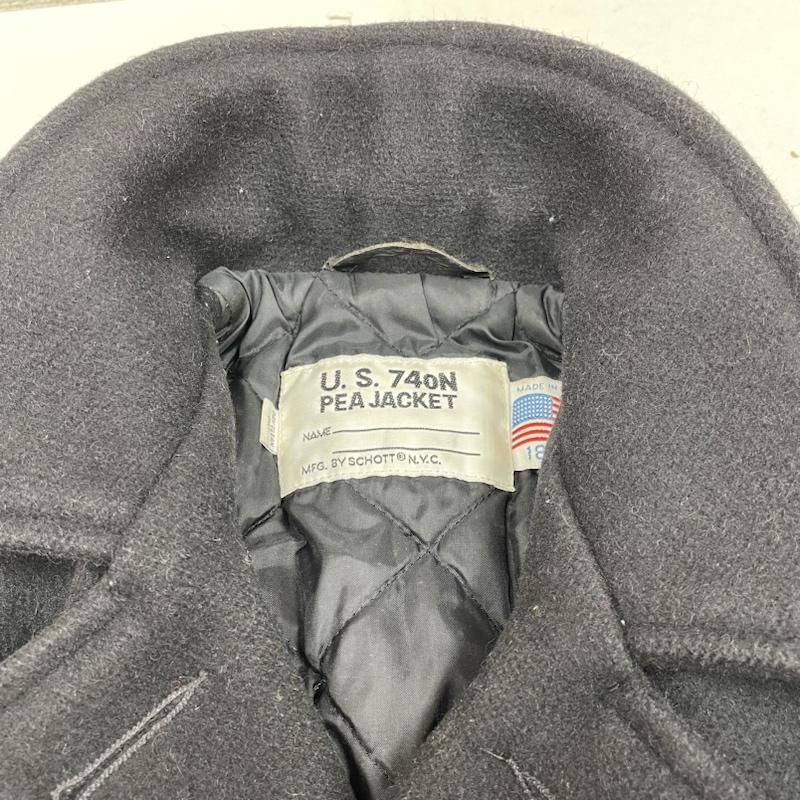 U. S. 740N
PEA JACKET
NAME
MFG. BY SCHOTT® N.Y.C.
MADE IN
18